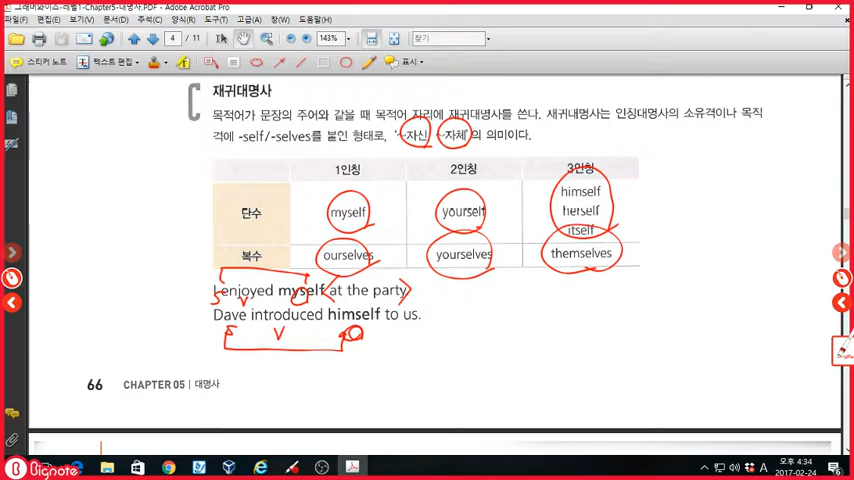 그래머와이즈-레벨1-Chapter5-대명사.PDF - Adobe Acrobat Pro
파일(F) 편집(E) 보기(V) 문서(D) 주석(C) 양식(R) 도구(T) 고급(A) 창(W) 도움말(H)
4 / 11 143% 찾기
스티커 노트 텍스트 편집 표시
C 재귀대명사
목적어가 문장의 주어와 같을 때 목적어 자리에 재귀대명사를 쓴다. 재귀대명사는 인칭대명사의 소유격이나 목적
격에 -self/-selves를 붙인 형태로, '~자신, ~자체'의 의미이다.
1인칭 2인칭 3인칭
단수 myself yourself himself
herself
itself
복수 ourselves yourselves themselves
I enjoyed myself at the party.
S V O
Dave introduced himself to us.
V O
66 CHAPTER 05 | 대명사
Bignote
A 오후 4:34
2017-02-24